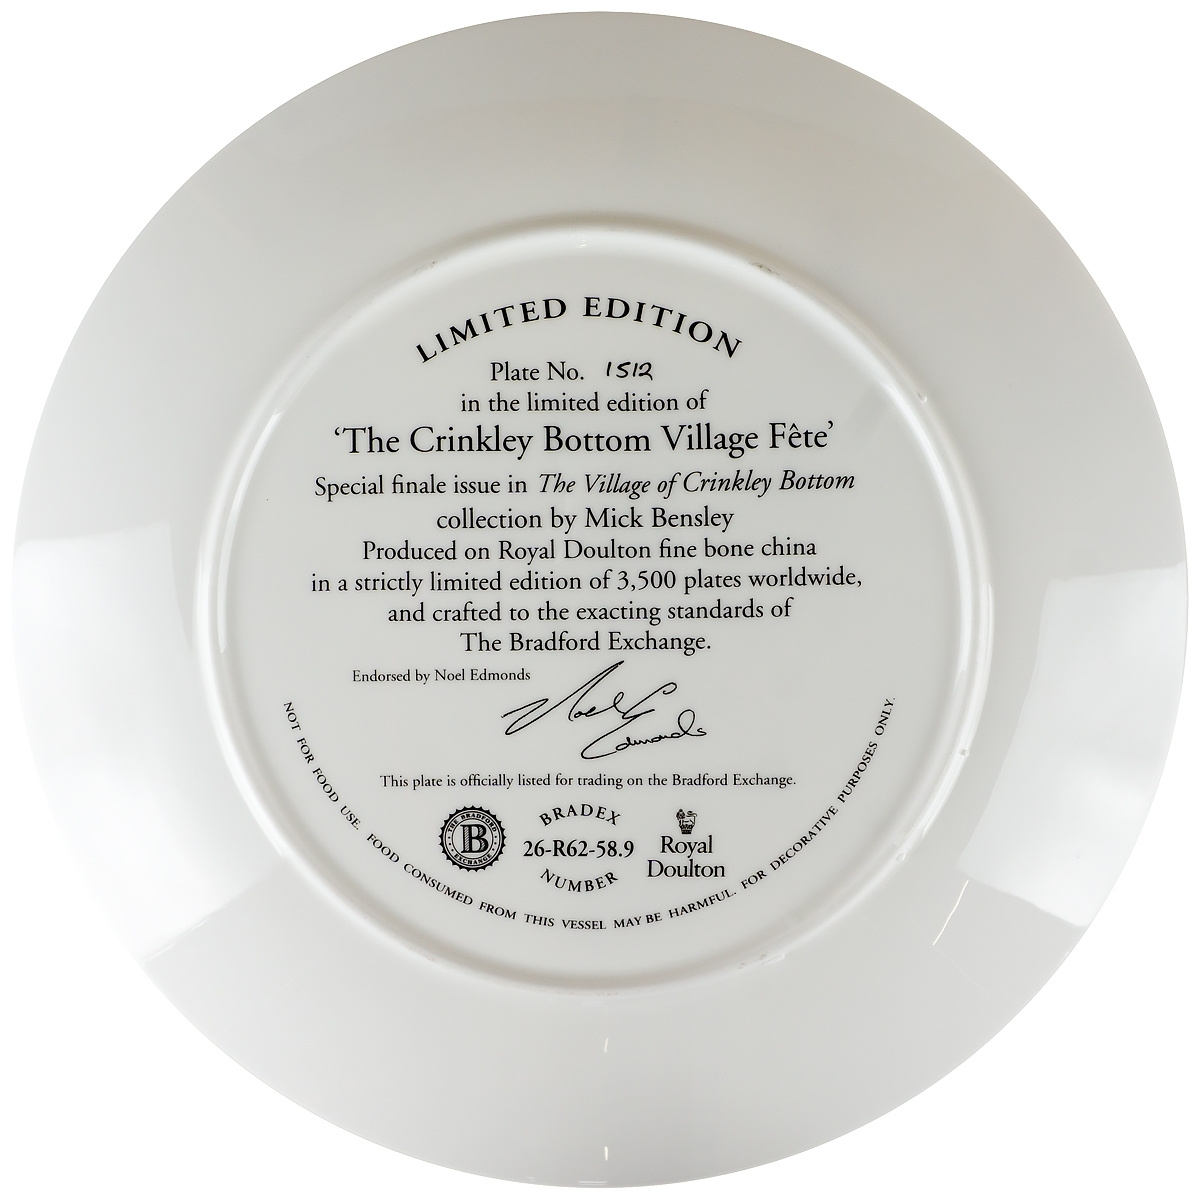 LIMITED EDITION
Plate No. 1512
in the limited edition of
‘The Crinkley Bottom Village Fête’
Special finale issue in The Village of Crinkley Bottom
collection by Mick Bensley
Produced on Royal Doulton fine bone china
in a strictly limited edition of 3,500 plates worldwide,
and crafted to the exacting standards of
The Bradford Exchange.
Endorsed by Noel Edmonds
Noel
Edmonds
This plate is officially listed for trading on the Bradford Exchange.
THE BRADFORD
B
EXCHANGE
BRADEX
26-R62-58.9
NUMBER
Royal
Doulton
NOT FOR FOOD USE. FOOD CONSUMED FROM THIS VESSEL MAY BE HARMFUL. FOR DECORATIVE PURPOSES ONLY.